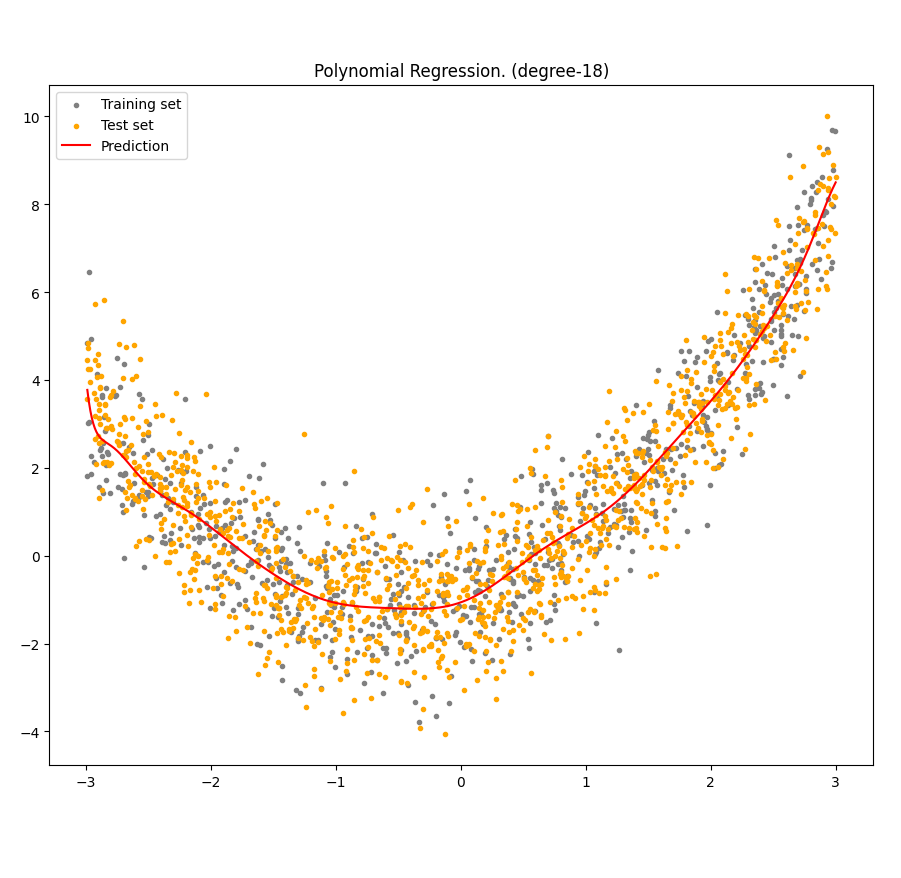 Polynomial Regression. (degree-18)
Training set
Test set
Prediction
10
8
6
4
2
0
−2
−4
−3 −2 −1 0 1 2 3